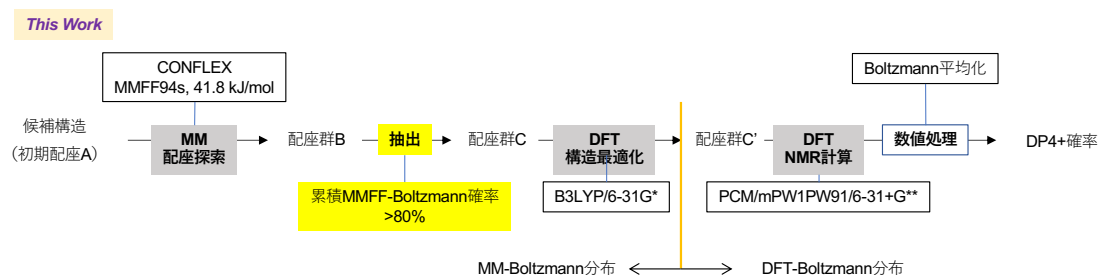 This Work
CONFLEX
MMFF94s, 41.8 kJ/mol
Boltzmann平均化
候補構造
（初期配座A）
MM
配座探索
配座群B
抽出
配座群C
DFT
構造最適化
配座群C’
DFT
NMR計算
数値処理
DP4+確率
累積MMFF-Boltzmann確率
>80%
B3LYP/6-31G*
PCM/mPW1PW91/6-31+G**
MM-Boltzmann分布
DFT-Boltzmann分布